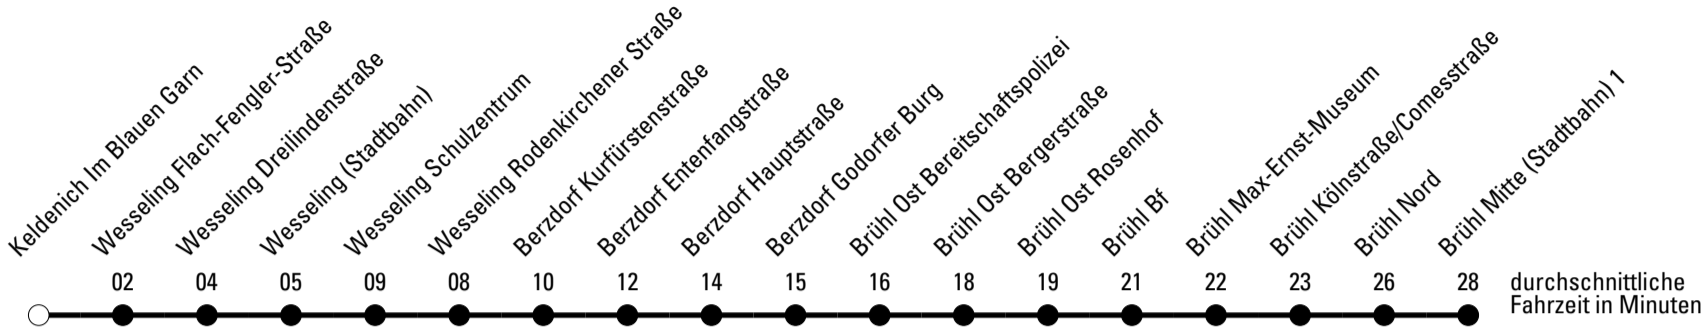 Keldenich Im Blauen Garn
Wesseling Flach-Fengler-Straße
Wesseling Dreilindenstraße
Wesseling (Stadtbahn)
Wesseling Schulzentrum
Wesseling Rodenkirchener Straße
Berzdorf Kurfürstenstraße
Berzdorf Entenfangstraße
Berzdorf Hauptstraße
Berzdorf Godorfer Burg
Brühl Ost Bereitschaftspolizei
Brühl Ost Bergerstraße
Brühl Ost Rosenhof
Brühl Bf
Brühl Max-Ernst-Museum
Brühl Kölnstraße/Comesstraße
Brühl Nord
Brühl Mitte (Stadtbahn) 1
02 04 05 09 08 10 12 14 15 16 18 19 21 22 23 26 28 durchschnittliche
Fahrzeit in Minuten